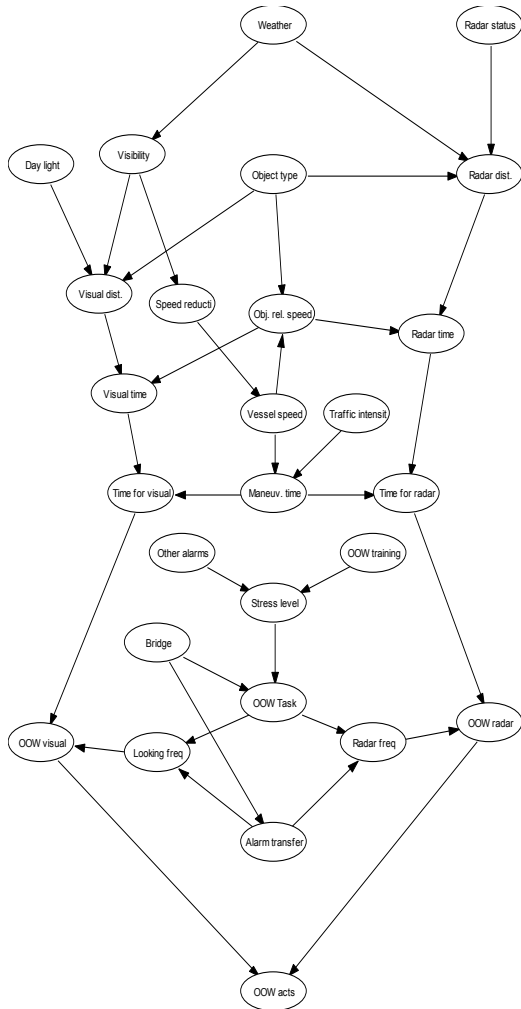 Weather
Radar status
Day light
Visibility
Object type
Radar dist.
Visual dist.
Speed reducti
Obj. rel. speed
Radar time
Visual time
Vessel speed
Traffic intensit
Time for visual
Maneuv. time
Time for radar
Other alarms
OOW training
Stress level
Bridge
OOW Task
OOW visual
Looking freq
Radar freq
OOW radar
Alarm transfer
OOW acts